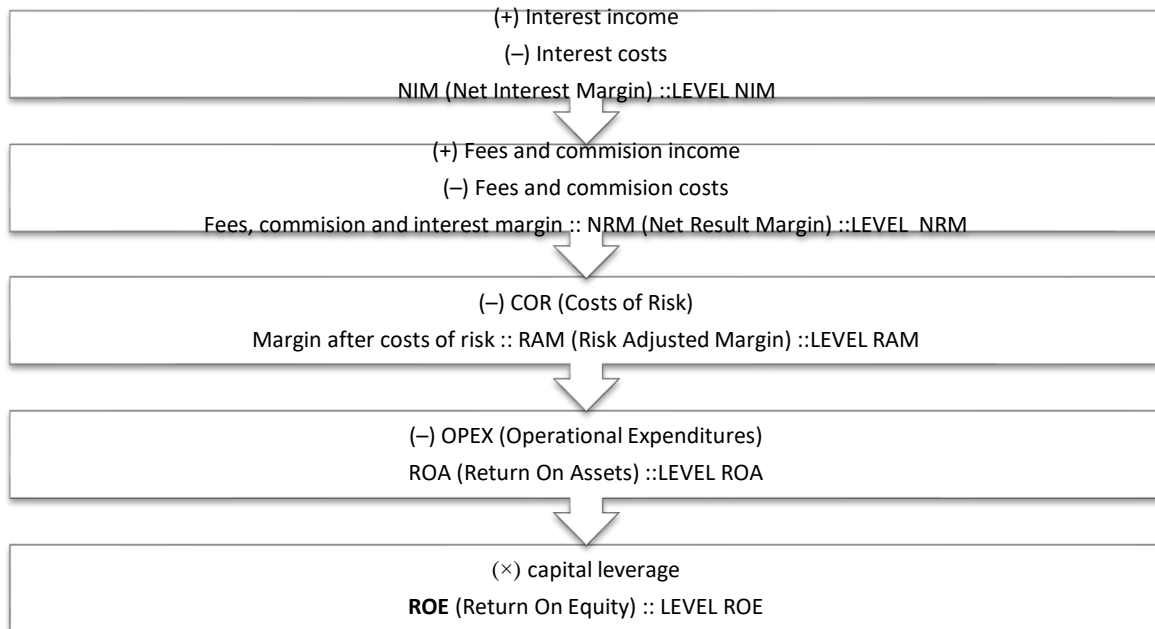 (+) Interest income
(–) Interest costs
NIM (Net Interest Margin) ::LEVEL NIM
(+) Fees and commision income
(–) Fees and commision costs
Fees, commision and interest margin :: NRM (Net Result Margin) ::LEVEL  NRM
(–) COR (Costs of Risk)
Margin after costs of risk :: RAM (Risk Adjusted Margin) ::LEVEL RAM
(–) OPEX (Operational Expenditures)
ROA (Return On Assets) ::LEVEL ROA
(×) capital leverage
ROE (Return On Equity) :: LEVEL ROE